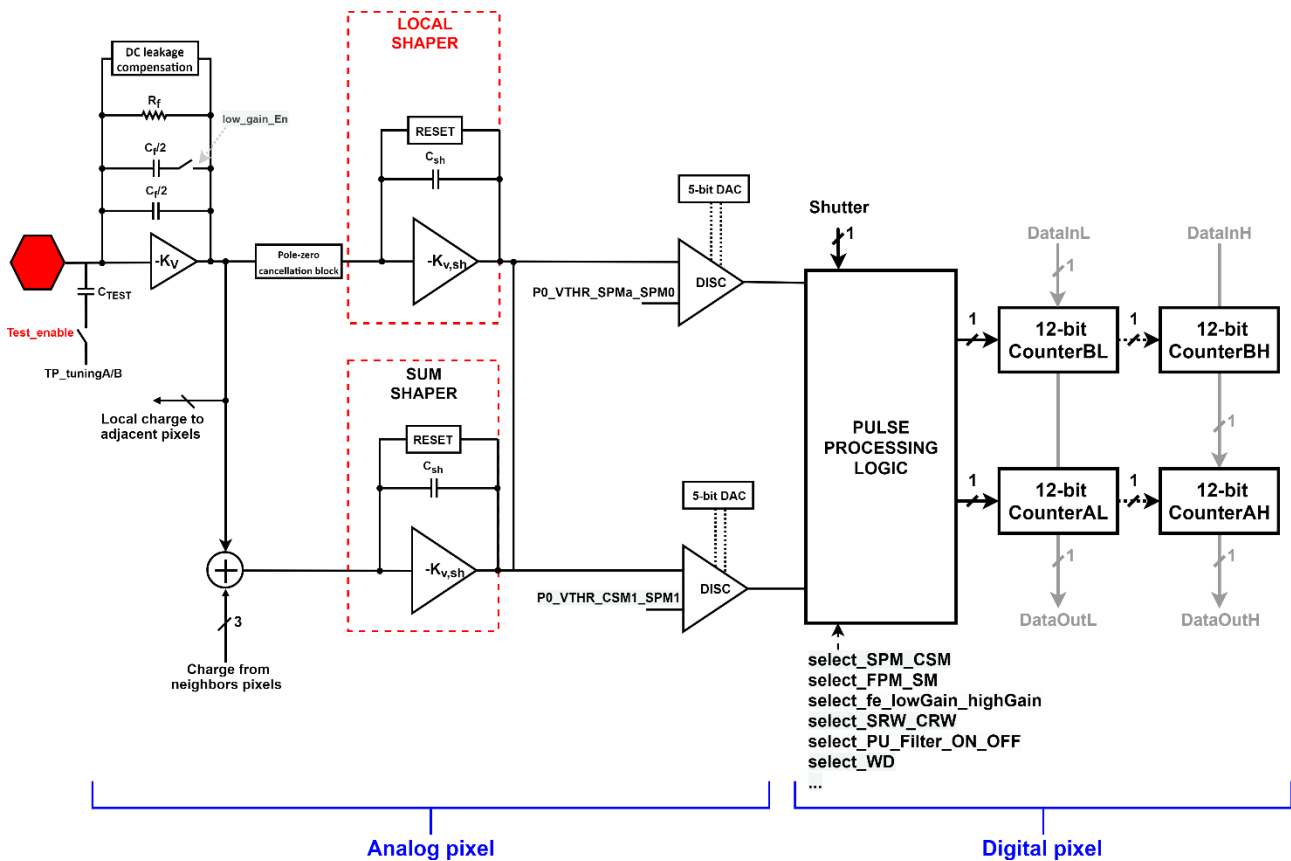 DC leakage
compensation
Rf
low_gain_En
Cf/2
Cf/2
-KV
CTEST
Test_enable
TP_tuningA/B
Local charge to
adjacent pixels
3
Charge from
neighbors pixels
Pole-zero
cancellation block
LOCAL
SHAPER
RESET
Csh
-Kv,sh
SUM
SHAPER
RESET
Csh
-Kv,sh
5-bit DAC
DISC
P0_VTHR_SPMa_SPM0
5-bit DAC
DISC
P0_VTHR_CSM1_SPM1
Shutter
1
PULSE
PROCESSING
LOGIC
select_SPM_CSM
select_FPM_SM
select_fe_lowGain_highGain
select_SRW_CRW
select_PU_Filter_ON_OFF
select_WD
...
DataInL
DataInH
1
1
12-bit
CounterBL
1
12-bit
CounterBH
1
1
12-bit
CounterAL
1
12-bit
CounterAH
1
1
DataOutL
DataOutH
Analog pixel
Digital pixel